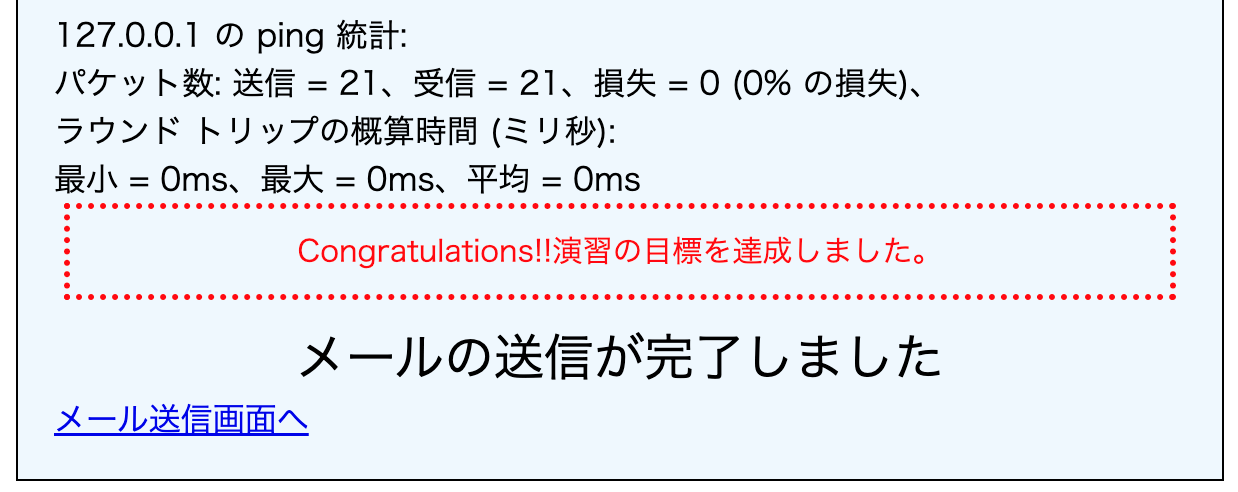 127.0.0.1 の ping 統計:
パケット数: 送信 = 21、受信 = 21、損失 = 0 (0% の損失)、
ラウンド トリップの概算時間 (ミリ秒):
最小 = 0ms、最大 = 0ms、平均 = 0ms
Congratulations!!演習の目標を達成しました。
メールの送信が完了しました
メール送信画面へ